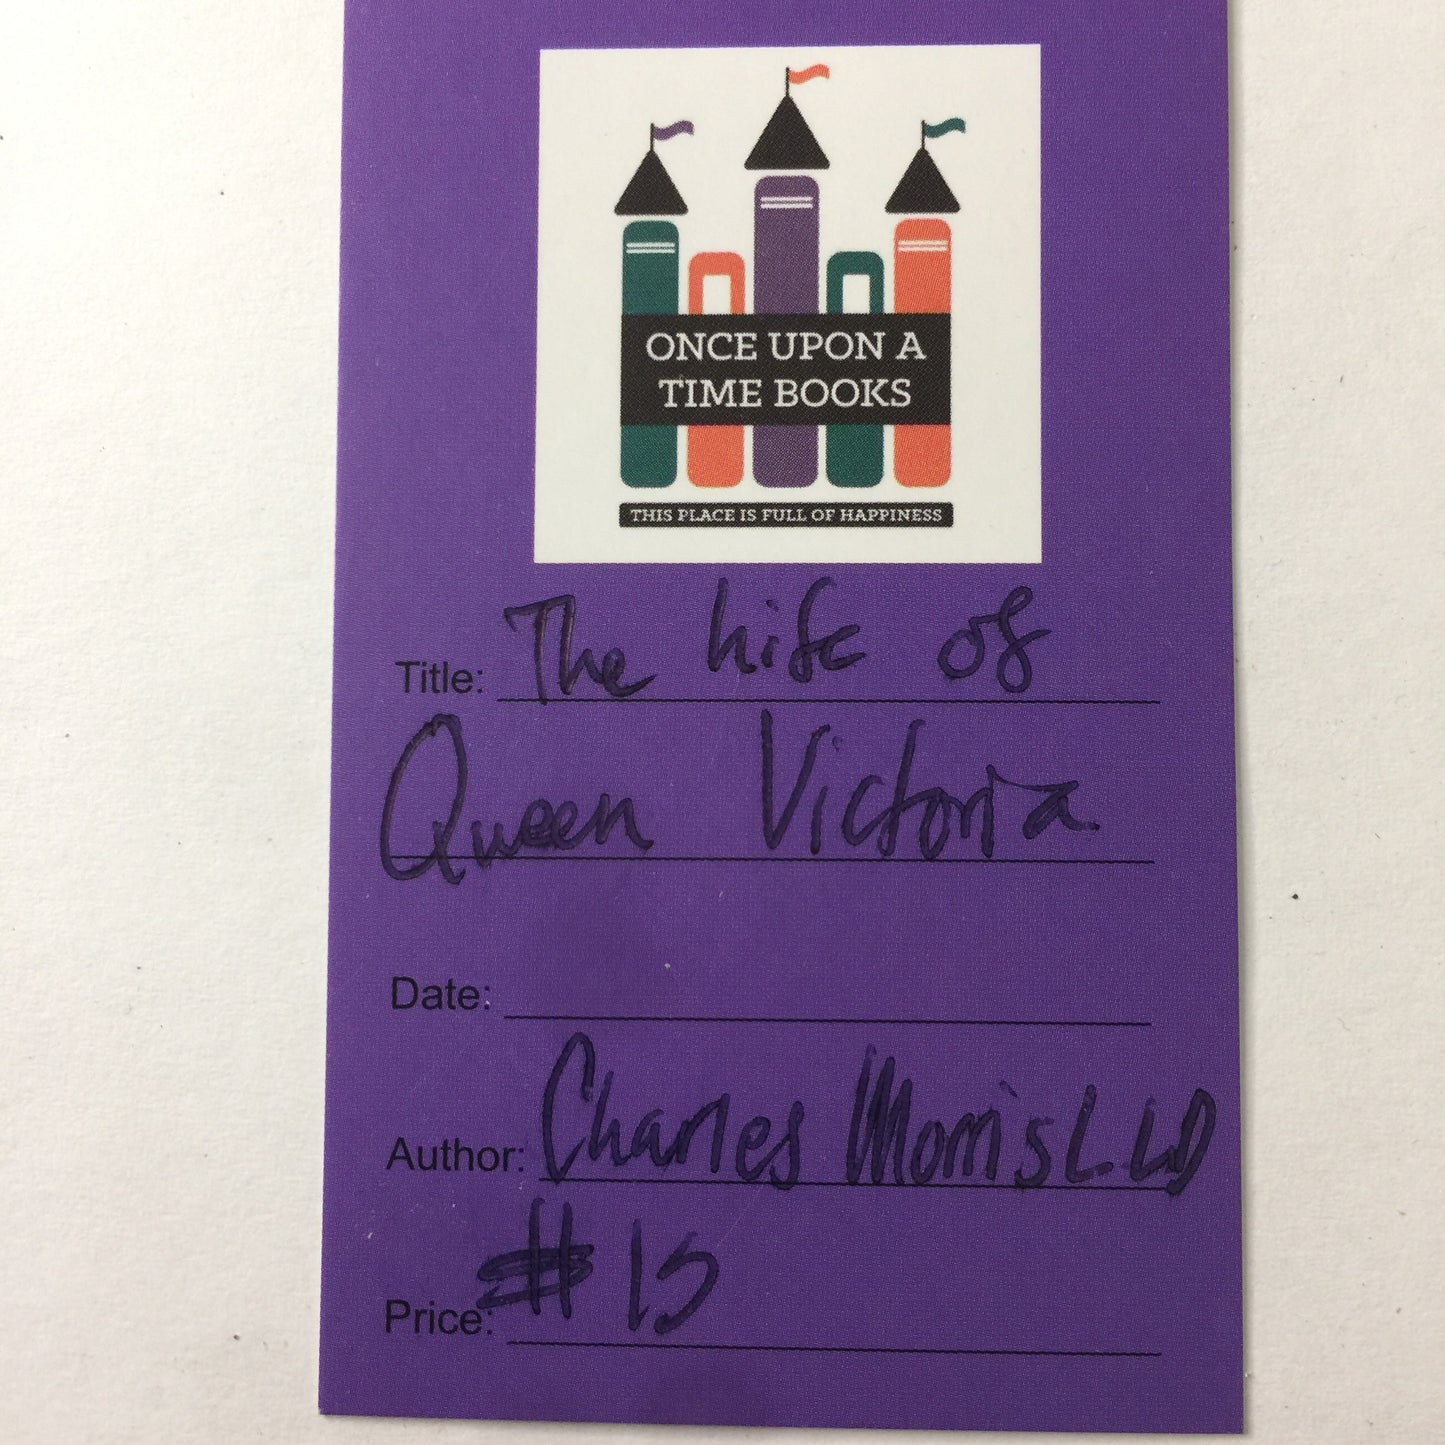 ONCE UPON A
TIME BOOKS
THIS PLACE IS FULL OF HAPPINESS
Title: The Life of
Queen Victoria
Date:
Author: Charles Morris L.LD
Price: # 15